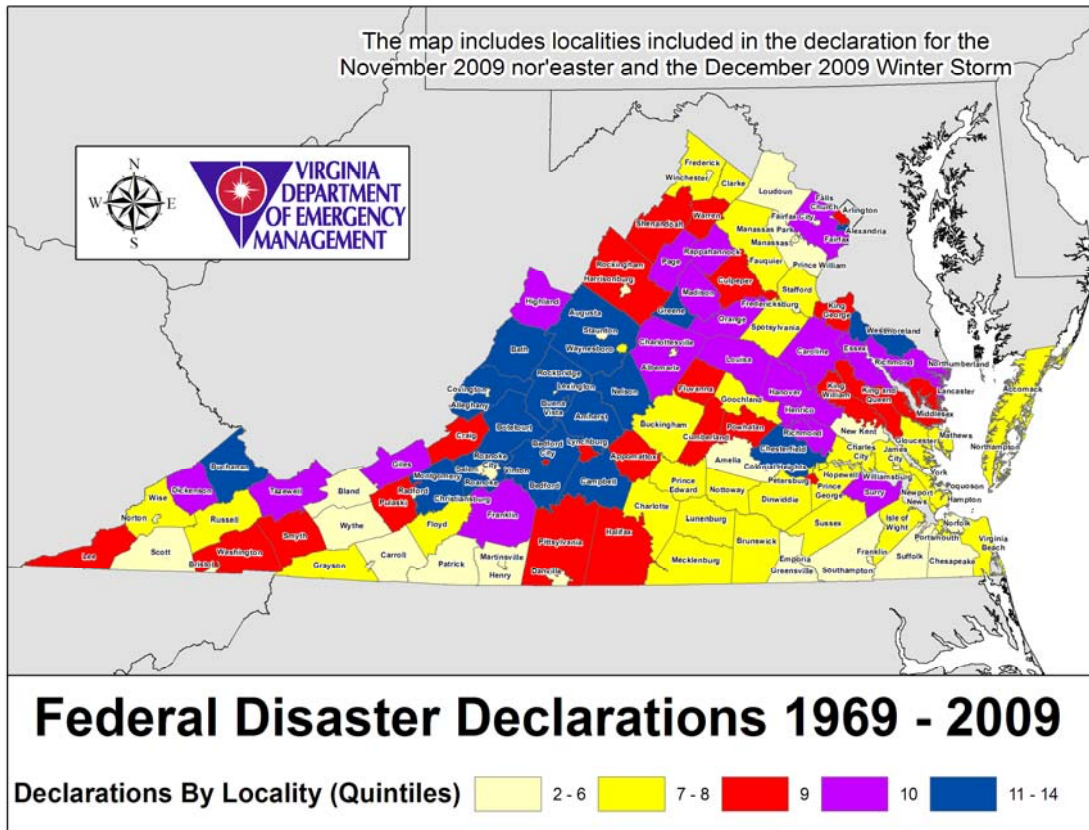 The map includes localities included in the declaration for the
November 2009 nor'easter and the December 2009 Winter Storm
N
W E
S
VIRGINIA
DEPARTMENT
OF EMERGENCY
MANAGEMENT
Frederick
Winchester
Clarke
Loudoun
Falls
Church
Arlington
Fairfax City
Alexandria
Fairfax
Shenandoah
Warren
Manassas Park
Manassas
Fauquier
Prince William
Rappahannock
Page
Rockingham
Harrisonburg
Culpeper
Stafford
Madison
Fredericksburg
King
George
Highland
Augusta
Greene
Orange
Spotsylvania
Westmoreland
Staunton
Waynesboro
Bath
Charlottesville
Albemarle
Louisa
Caroline
Essex
Richmond
Northumberland
Accomack
Rockbridge
Lexington
Nelson
Covington
Alleghany
Buena
Vista
Amherst
Fluvanna
Goochland
Hanover
King
William
King and
Queen
Lancaster
Middlesex
Botetourt
Buckingham
Powhatan
Henrico
Richmond
New Kent
Mathews
Gloucester
Northampton
Craig
Bedford
City
Lynchburg
Cumberland
Chesterfield
Charles
City
James
City
Roanoke
City
Salem
Roanoke
Vinton
Appomattox
Amelia
Colonial Heights
York
Poquoson
Buchanan
Giles
Montgomery
Bedford
Campbell
Prince
Edward
Nottoway
Petersburg
Hopewell
Prince
George
Williamsburg
Newport
News
Hampton
Dickenson
Tazewell
Bland
Radford
Christiansburg
Pulaski
Franklin
Charlotte
Dinwiddie
Surry
Wise
Norton
Russell
Wythe
Floyd
Lunenburg
Sussex
Isle of
Wight
Norfolk
Portsmouth
Virginia
Beach
Lee
Scott
Washington
Bristol
Smyth
Grayson
Carroll
Patrick
Martinsville
Henry
Pittsylvania
Danville
Halifax
Mecklenburg
Brunswick
Emporia
Greensville
Southampton
Franklin
Suffolk
Chesapeake
Federal Disaster Declarations 1969 - 2009
Declarations By Locality (Quintiles) 2 - 6 7 - 8 9 10 11 - 14